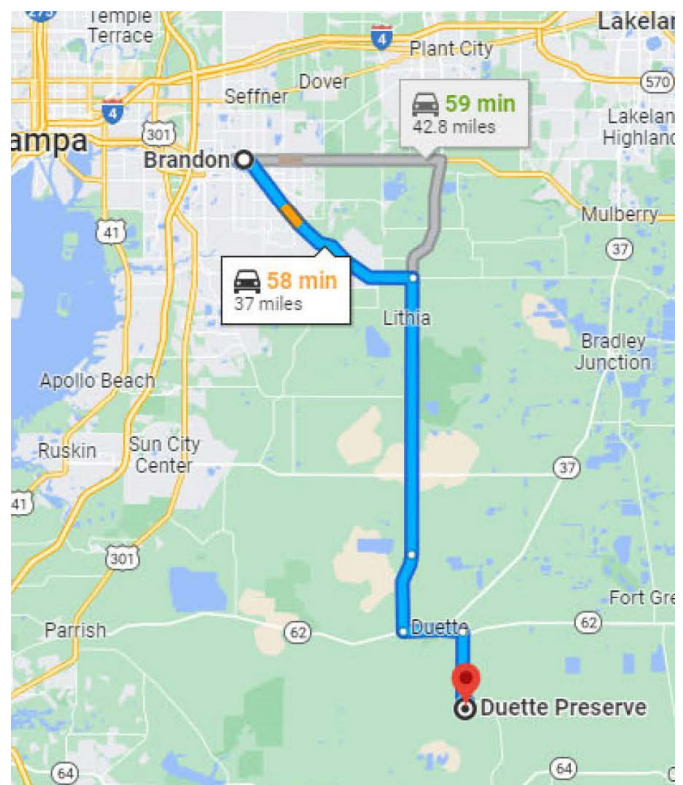 275
Temple
Terrace
Lakelan
4
Plant City
Dover
570
Seffner
59 min
42.8 miles
4
Lakelan
Highland
301
ampa
Brandon
Mulberry
41
37
58 min
37 miles
Lithia
Bradley
Junction
Apollo Beach
Ruskin
Sun City
Center
37
41
301
Fort Gre
Parrish
62
Duette
62
Duette Preserve
64
64